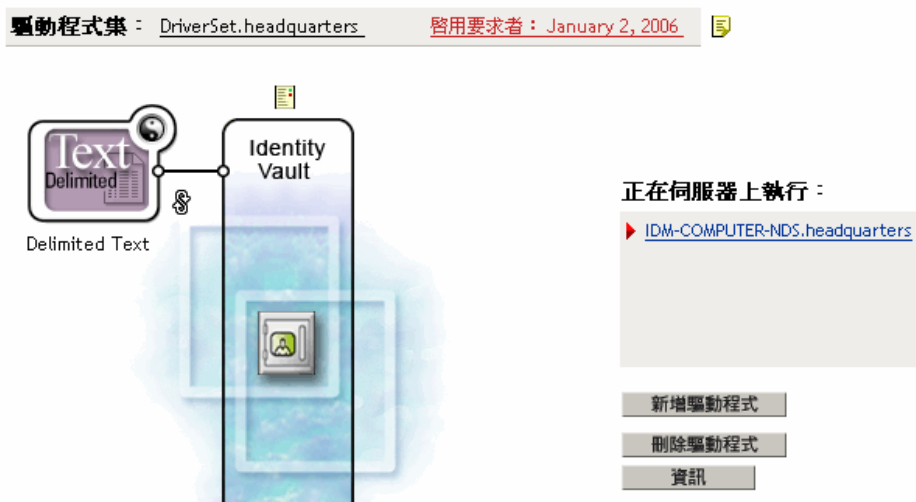 驅動程式集： DriverSet.headquarters 啓用要求者： January 2, 2006
Text
Delimited
Identity
Vault
Delimited Text
正在伺服器上執行：
IDM-COMPUTER-NDS.headquarters
新增驅動程式
刪除驅動程式
資訊